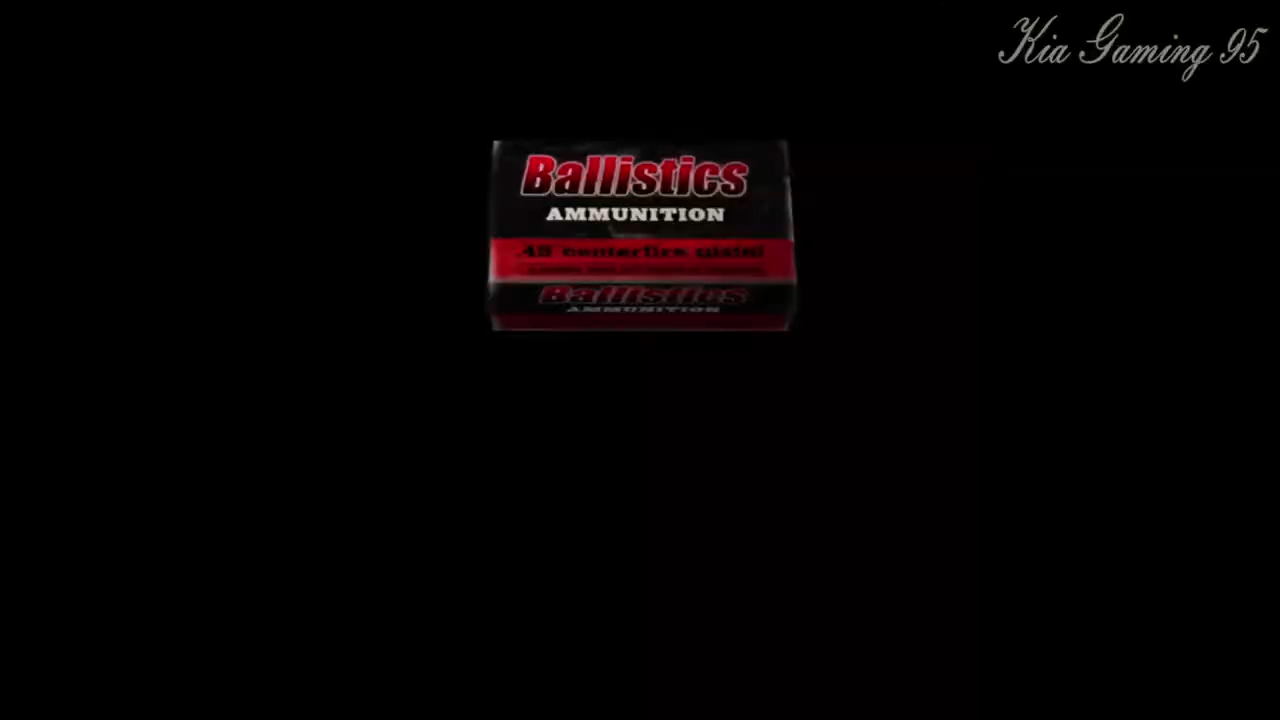 Kia Gaming 95
Ballistics
AMMUNITION
.45 centerfire pistol
Ballistics
AMMUNITION